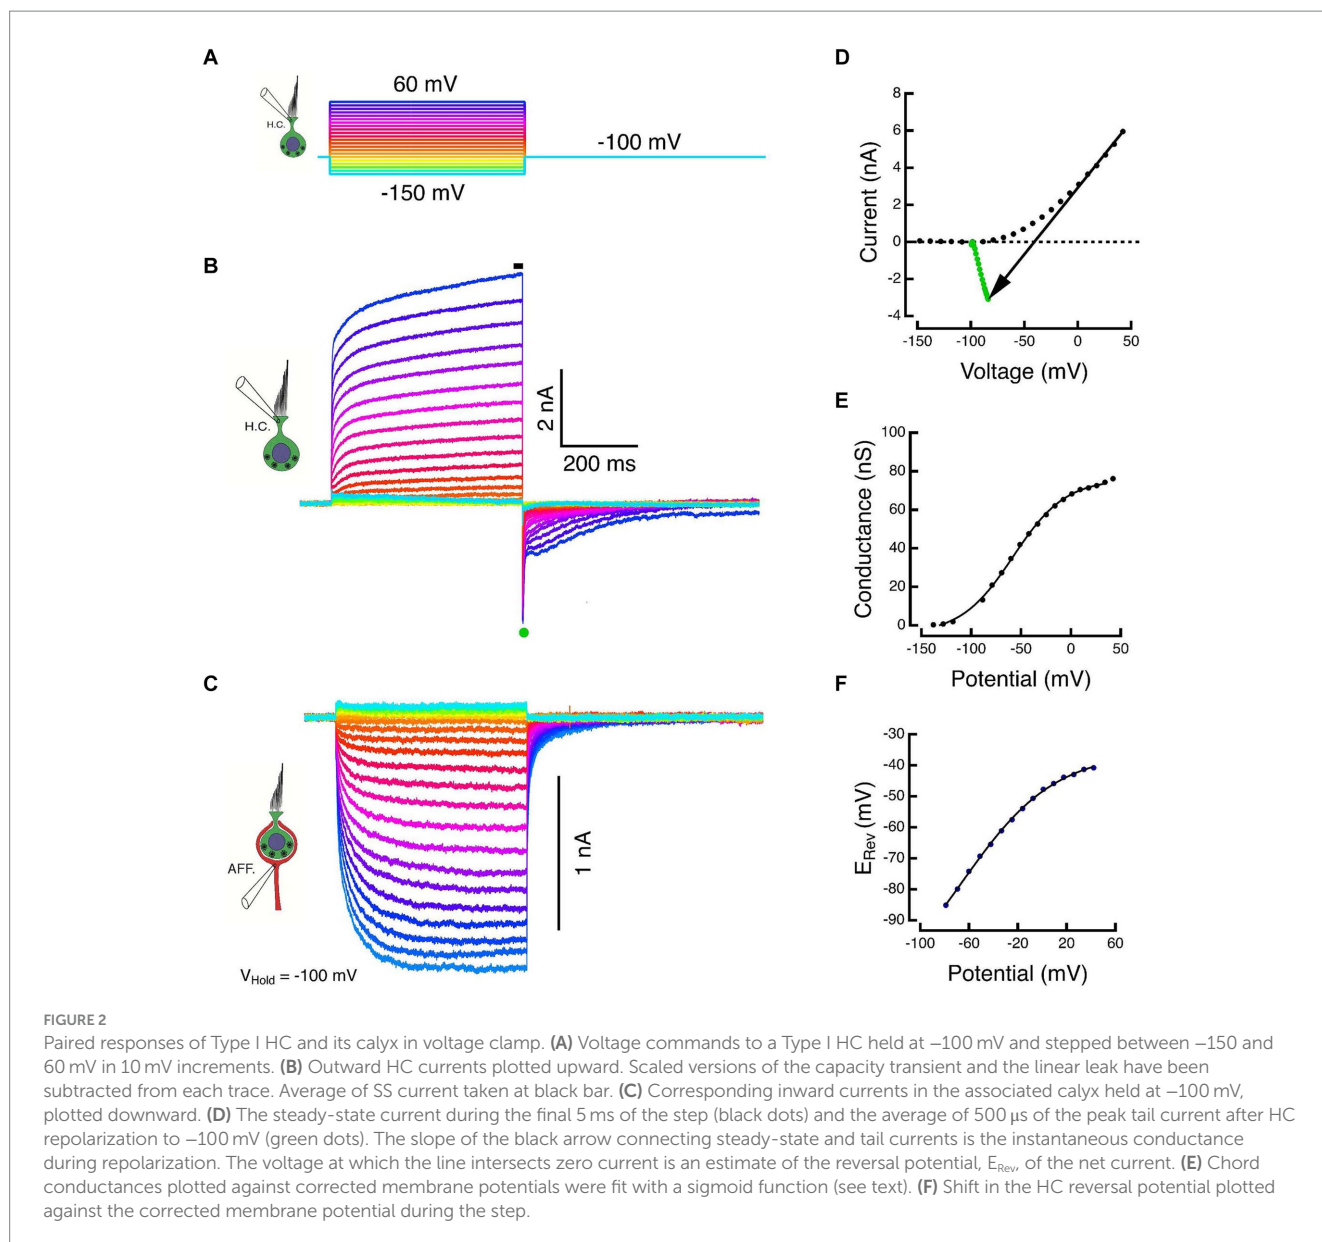 A
60 mV
H.C.
-100 mV
-150 mV
B
H.C.
2 nA
200 ms
C
AFF.
1 nA
V_Hold = -100 mV
D
8
6
4
2
0
-2
-4
Current (nA)
-150 -100 -50 0 50
Voltage (mV)
E
100
80
60
40
20
0
Conductance (nS)
-150 -100 -50 0 50
Potential (mV)
F
-30
-40
-50
-60
-70
-80
-90
E_Rev (mV)
-100 -60 -20 20 60
Potential (mV)
FIGURE 2
Paired responses of Type I HC and its calyx in voltage clamp. (A) Voltage commands to a Type I HC held at −100 mV and stepped between −150 and
60 mV in 10 mV increments. (B) Outward HC currents plotted upward. Scaled versions of the capacity transient and the linear leak have been
subtracted from each trace. Average of SS current taken at black bar. (C) Corresponding inward currents in the associated calyx held at −100 mV,
plotted downward. (D) The steady-state current during the final 5 ms of the step (black dots) and the average of 500 μs of the peak tail current after HC
repolarization to −100 mV (green dots). The slope of the black arrow connecting steady-state and tail currents is the instantaneous conductance
during repolarization. The voltage at which the line intersects zero current is an estimate of the reversal potential, E_Rev, of the net current. (E) Chord
conductances plotted against corrected membrane potentials were fit with a sigmoid function (see text). (F) Shift in the HC reversal potential plotted
against the corrected membrane potential during the step.